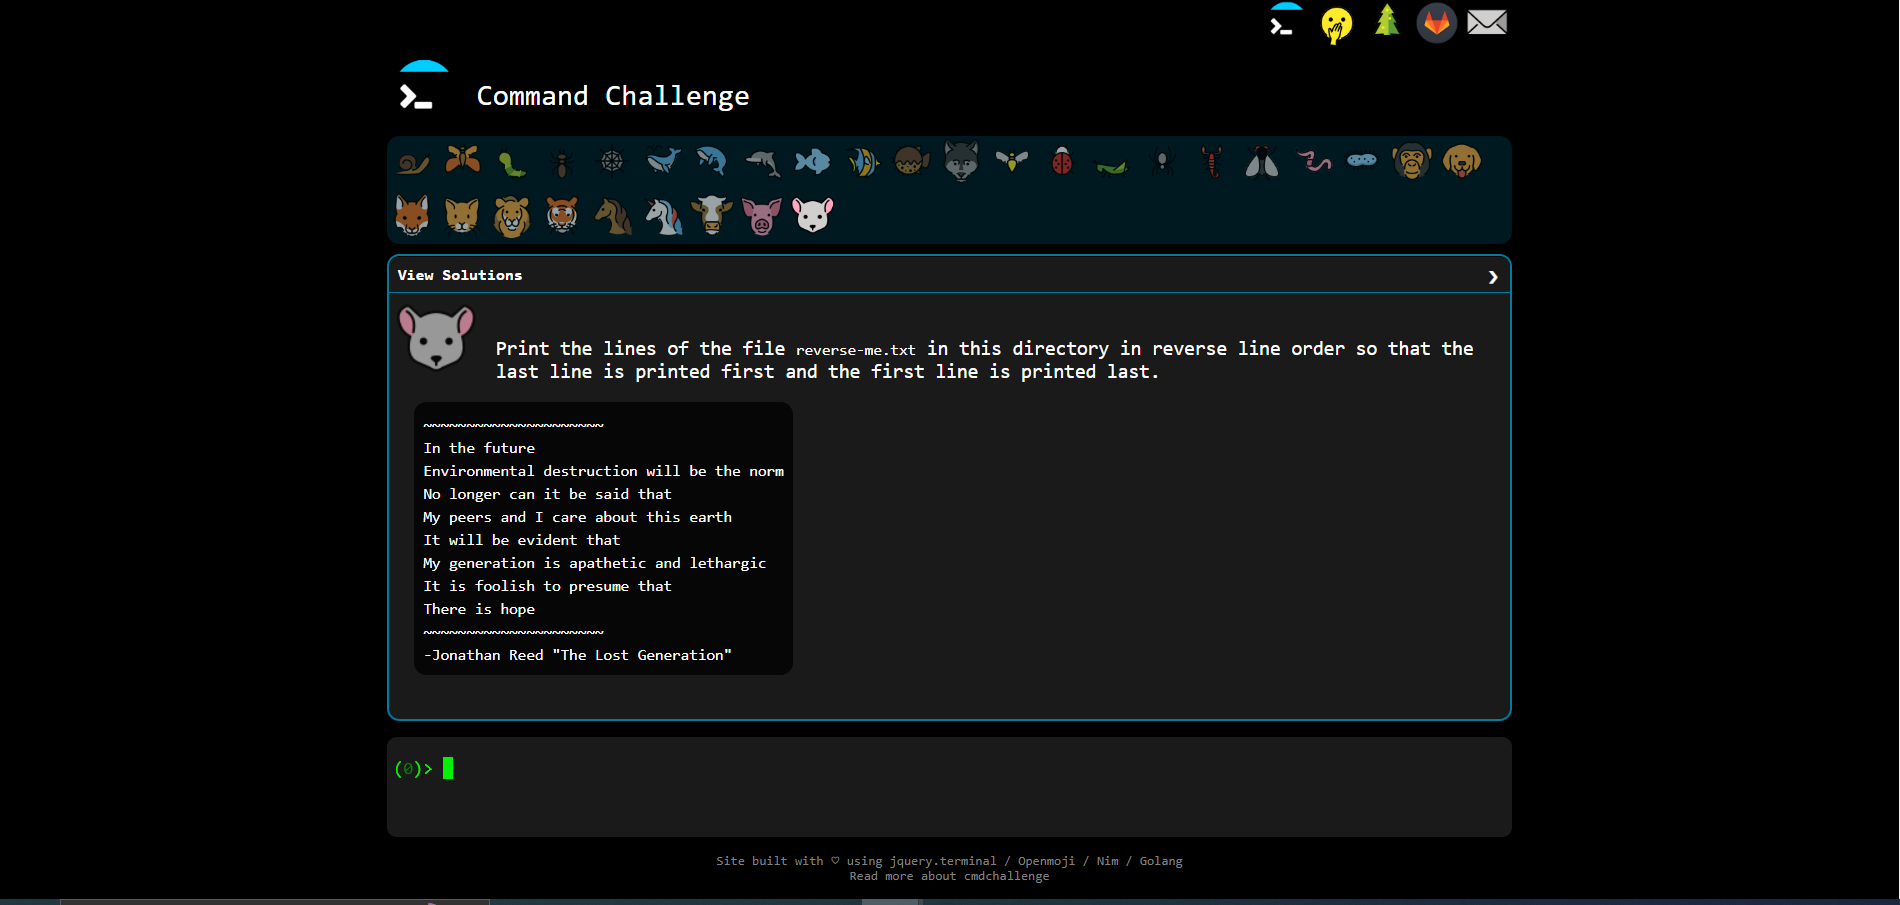 Command Challenge
View Solutions
Print the lines of the file reverse-me.txt in this directory in reverse line order so that the
last line is printed first and the first line is printed last.
~~~~~~~~~~~~~~~~~~~~~
In the future
Environmental destruction will be the norm
No longer can it be said that
My peers and I care about this earth
It will be evident that
My generation is apathetic and lethargic
It is foolish to presume that
There is hope
~~~~~~~~~~~~~~~~~~~~~
-Jonathan Reed "The Lost Generation"
(0)>
Site built with ♡ using jquery.terminal / Openmoji / Nim / Golang
Read more about cmdchallenge